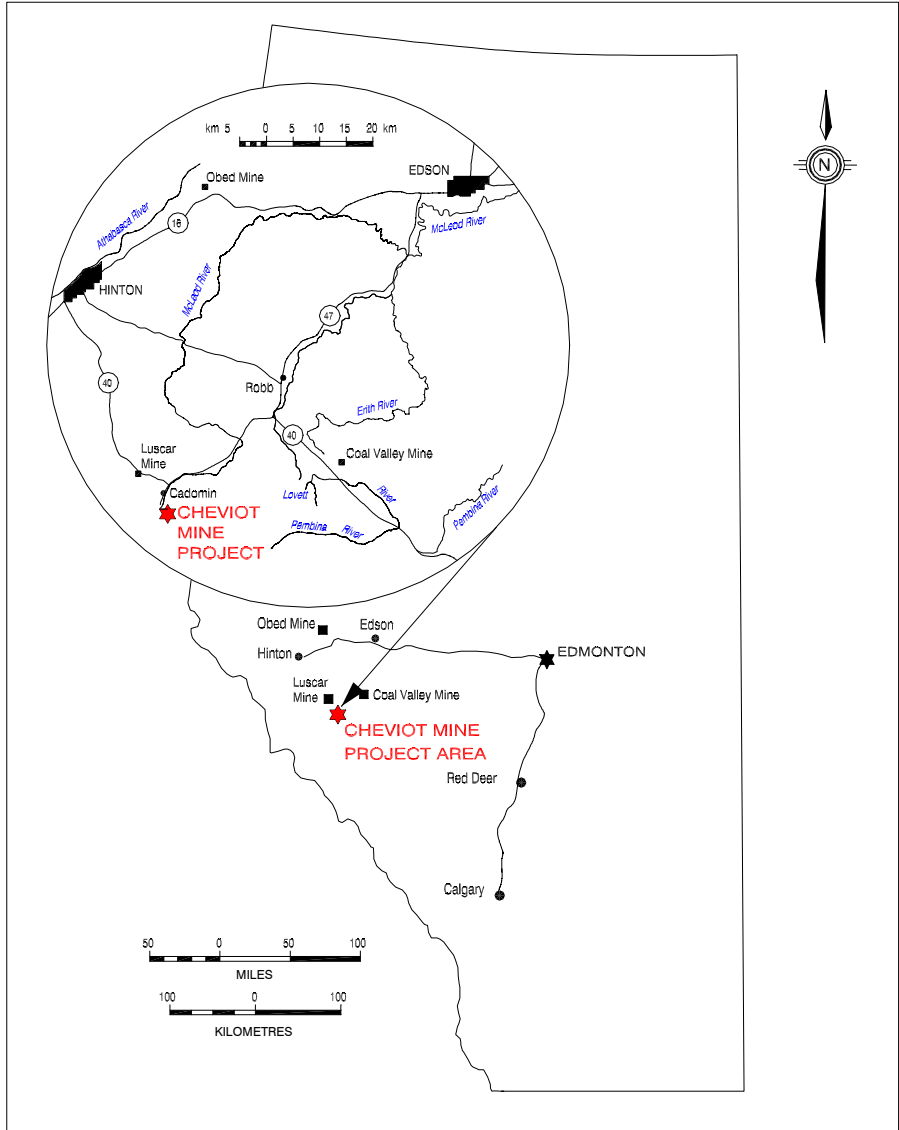 km 5 0 5 10 15 20 km
EDSON
Obed Mine
N
McLeod River
Athabasca River
16
McLeod River
HINTON
47
40
Robb
Erith River
40
Luscar
Mine
Coal Valley Mine
Cadomin
Lovett River
Pembina River
CHEVIOT
MINE
PROJECT
Pembina River
Obed Mine
Edson
Hinton
EDMONTON
Luscar
Mine
Coal Valley Mine
CHEVIOT MINE
PROJECT AREA
Red Deer
Calgary
50 0 50 100
MILES
100 0 100
KILOMETRES